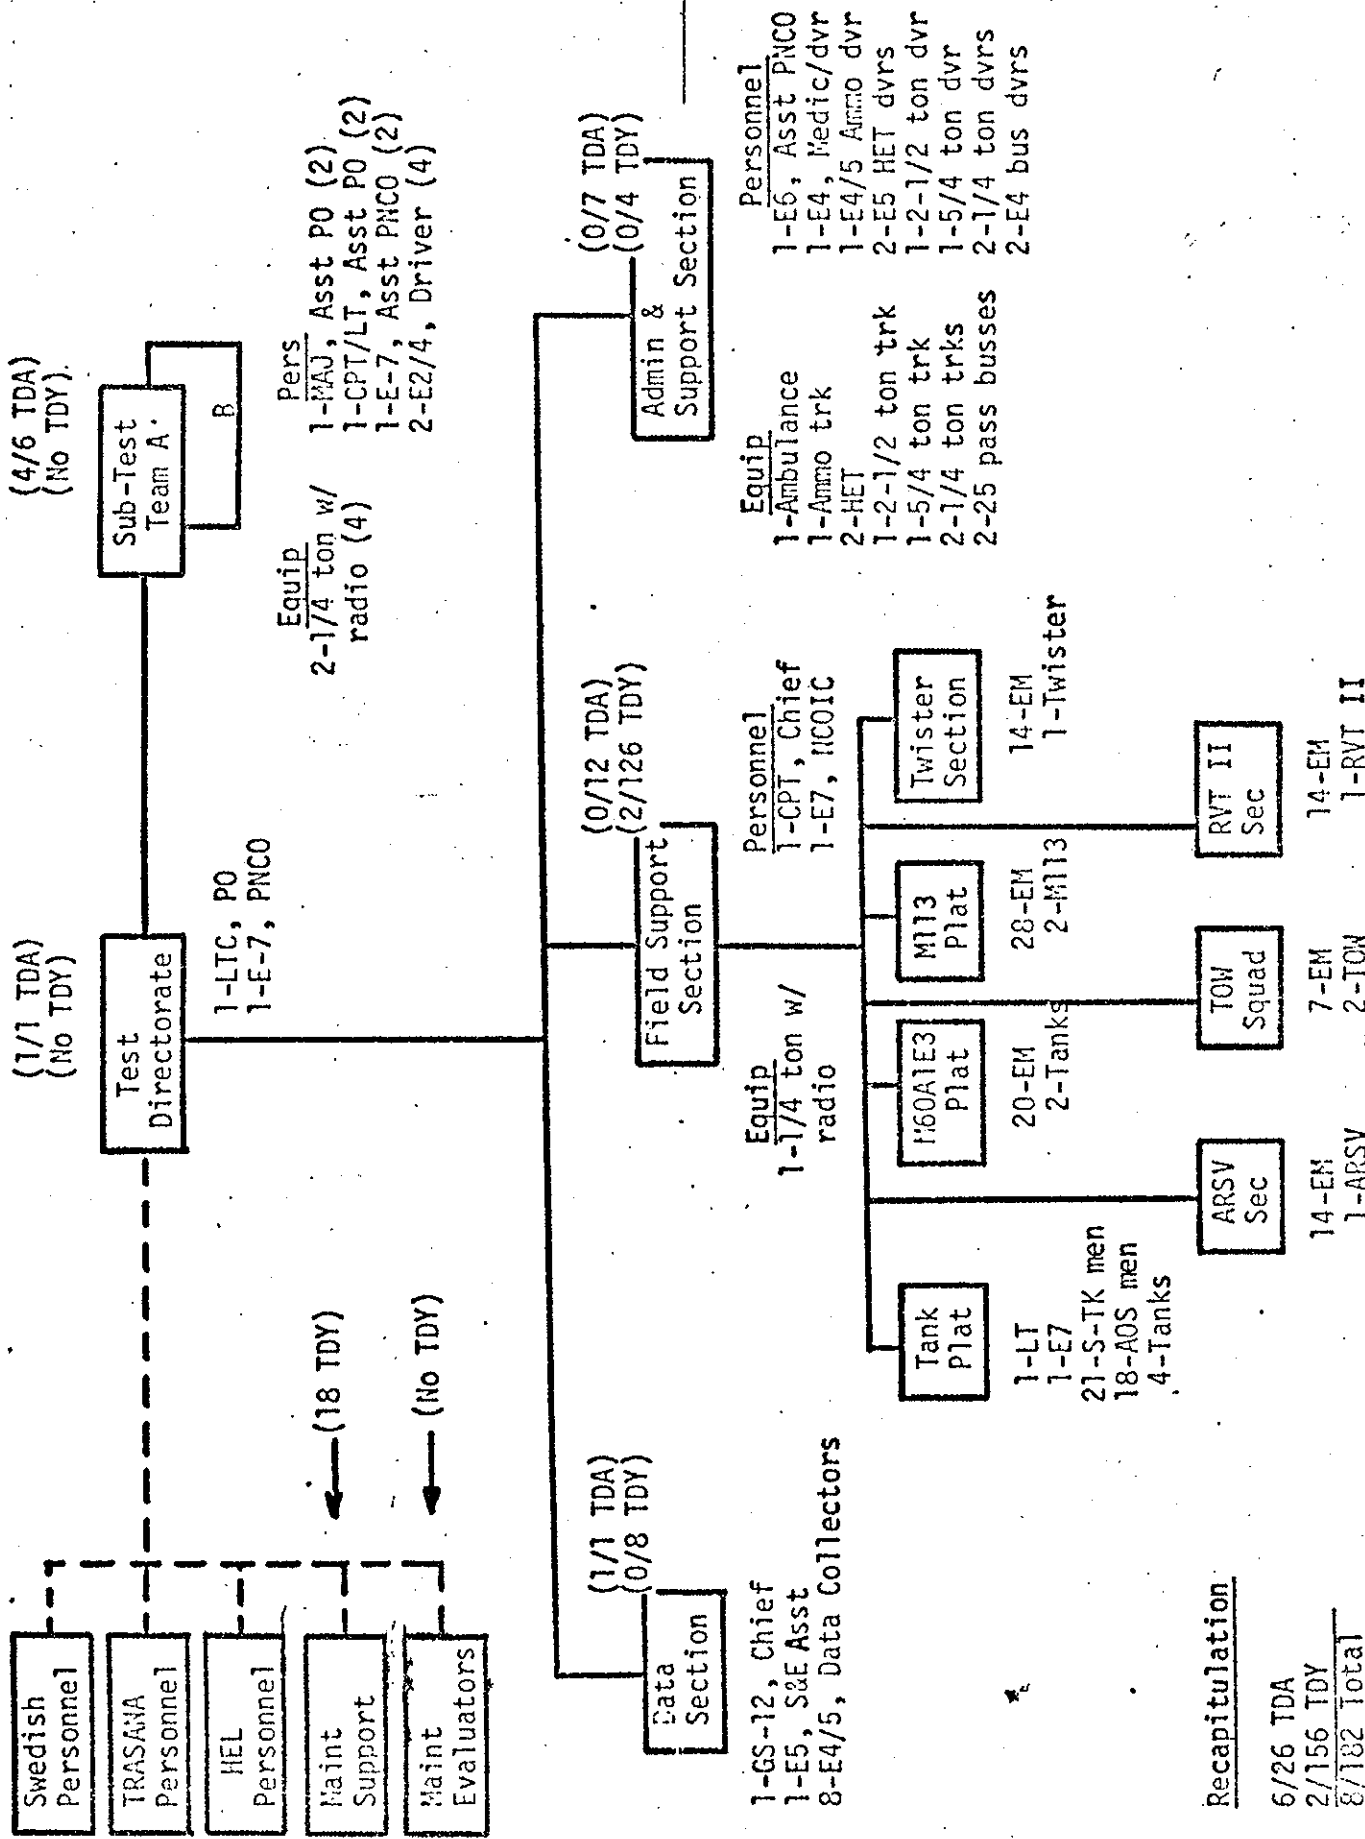 (1/1 TDA)
(No TDY)
Test
Directorate
1-LTC, PO
1-E-7, PNCO
(4/6 TDA)
(No TDY).
Sub-Test
Team A
B
Equip
2-1/4 ton w/
radio (4)
Pers
1-MAJ, Asst PO (2)
1-CPT/LT, Asst PO (2)
1-E-7, Asst PNCO (2)
2-E2/4, Driver (4)
Swedish
Personnel
TRASANA
Personnel
HEL
Personnel
Maint
Support
(18 TDY)
Maint
Evaluators
(No TDY)
(1/1 TDA)
(0/8 TDY)
Data
Section
1-GS-12, Chief
1-E5, S&E Asst
8-E4/5, Data Collectors
(0/12 TDA)
(2/126 TDY)
Field Support
Section
Equip
1-1/4 ton w/
radio
Personnel
1-CPT, Chief
1-E7, NCOIC
(0/7 TDA)
(0/4 TDY)
Admin &
Support Section
Equip
1-Ambulance
1-Ammo trk
2-HET
1-2-1/2 ton trk
1-5/4 ton trk
2-1/4 ton trks
2-25 pass busses
Personnel
1-E6, Asst PNCO
1-E4, Medic/dvr
1-E4/5 Ammo dvr
2-E5 HET dvrs
1-2-1/2 ton dvr
1-5/4 ton dvr
2-1/4 ton dvrs
2-E4 bus dvrs
Tank
Plat
1-LT
1-E7
21-S-TK men
18-AOS men
4-Tanks
M60A1E3
Plat
20-EM
2-Tanks
M113
Plat
28-EM
2-M113
Twister
Section
14-EM
1-Twister
ARSV
Sec
14-EM
1-ARSV
TOW
Squad
7-EM
2-TOW
RVT II
Sec
14-EM
1-RVT II
Recapitulation
6/26 TDA
2/156 TDY
8/182 Total